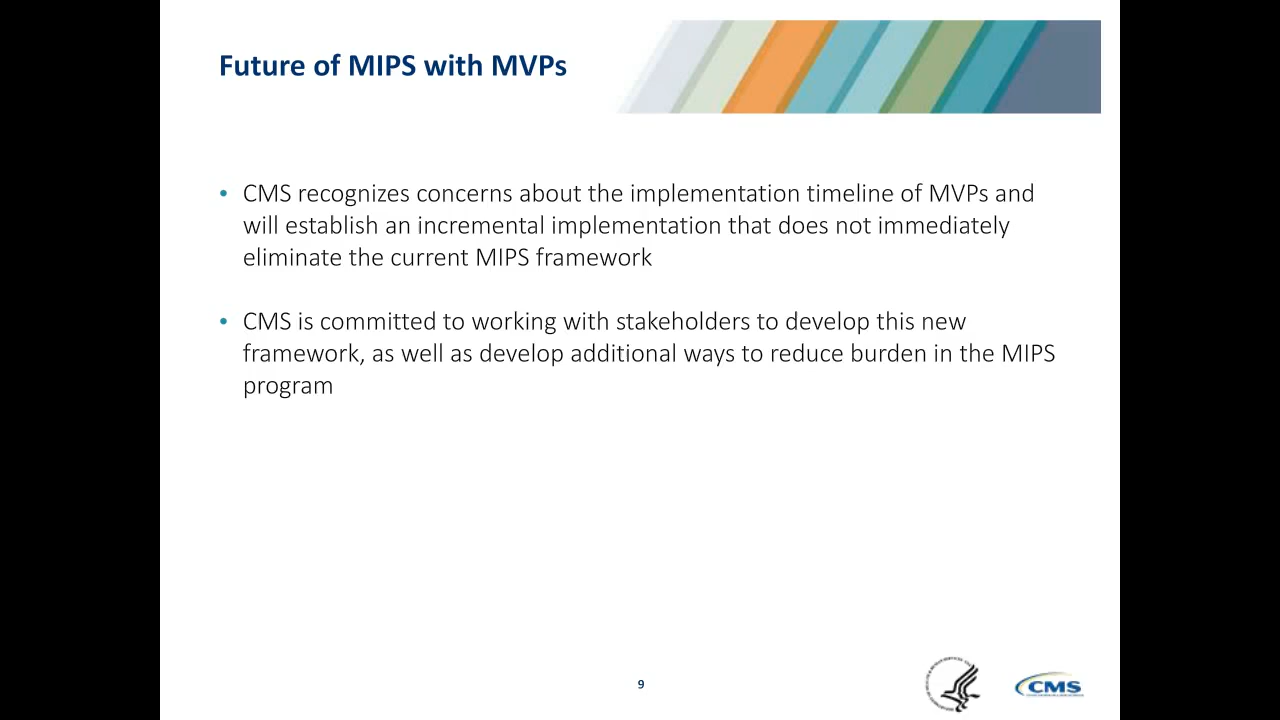 Future of MIPS with MVPs
• CMS recognizes concerns about the implementation timeline of MVPs and
will establish an incremental implementation that does not immediately
eliminate the current MIPS framework
• CMS is committed to working with stakeholders to develop this new
framework, as well as develop additional ways to reduce burden in the MIPS
program
9
CMS